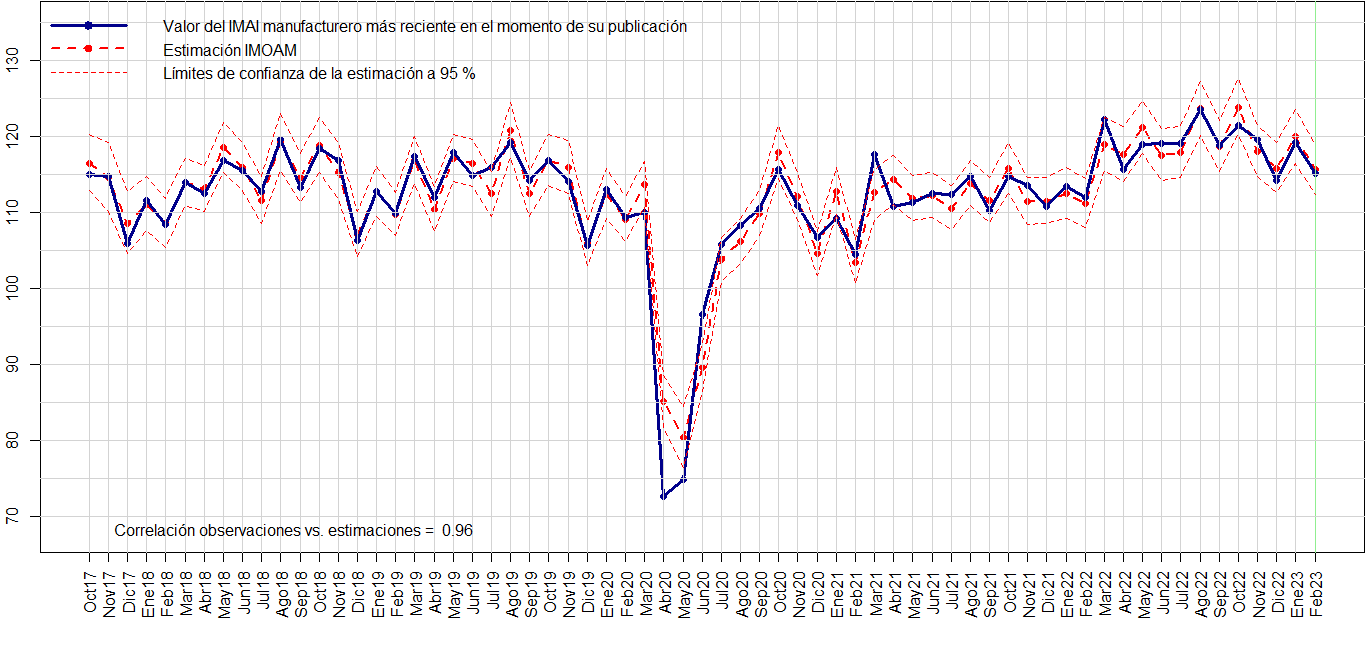 Valor del IMAI manufacturero más reciente en el momento de su publicación
Estimación IMOAM
Límites de confianza de la estimación a 95 %
130
120
110
100
90
80
70
Correlación observaciones vs. estimaciones = 0.96
Oct17
Nov17
Dic17
Ene18
Feb18
Mar18
Abr18
May18
Jun18
Jul18
Ago18
Sep18
Oct18
Nov18
Dic18
Ene19
Feb19
Mar19
Abr19
May19
Jun19
Jul19
Ago19
Sep19
Oct19
Nov19
Dic19
Ene20
Feb20
Mar20
Abr20
May20
Jun20
Jul20
Ago20
Sep20
Oct20
Nov20
Dic20
Ene21
Feb21
Mar21
Abr21
May21
Jun21
Jul21
Ago21
Sep21
Oct21
Nov21
Dic21
Ene22
Feb22
Mar22
Abr22
May22
Jun22
Jul22
Ago22
Sep22
Oct22
Nov22
Dic22
Ene23
Feb23